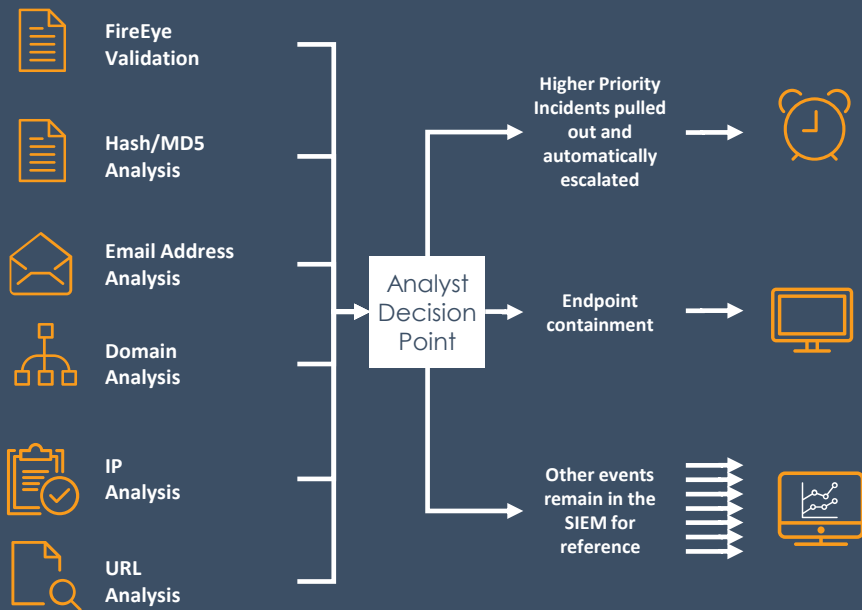 FireEye
Validation
Hash/MD5
Analysis
Email Address
Analysis
Domain
Analysis
IP
Analysis
URL
Analysis
Analyst
Decision
Point
Higher Priority
Incidents pulled
out and
automatically
escalated
Endpoint
containment
Other events
remain in the
SIEM for
reference